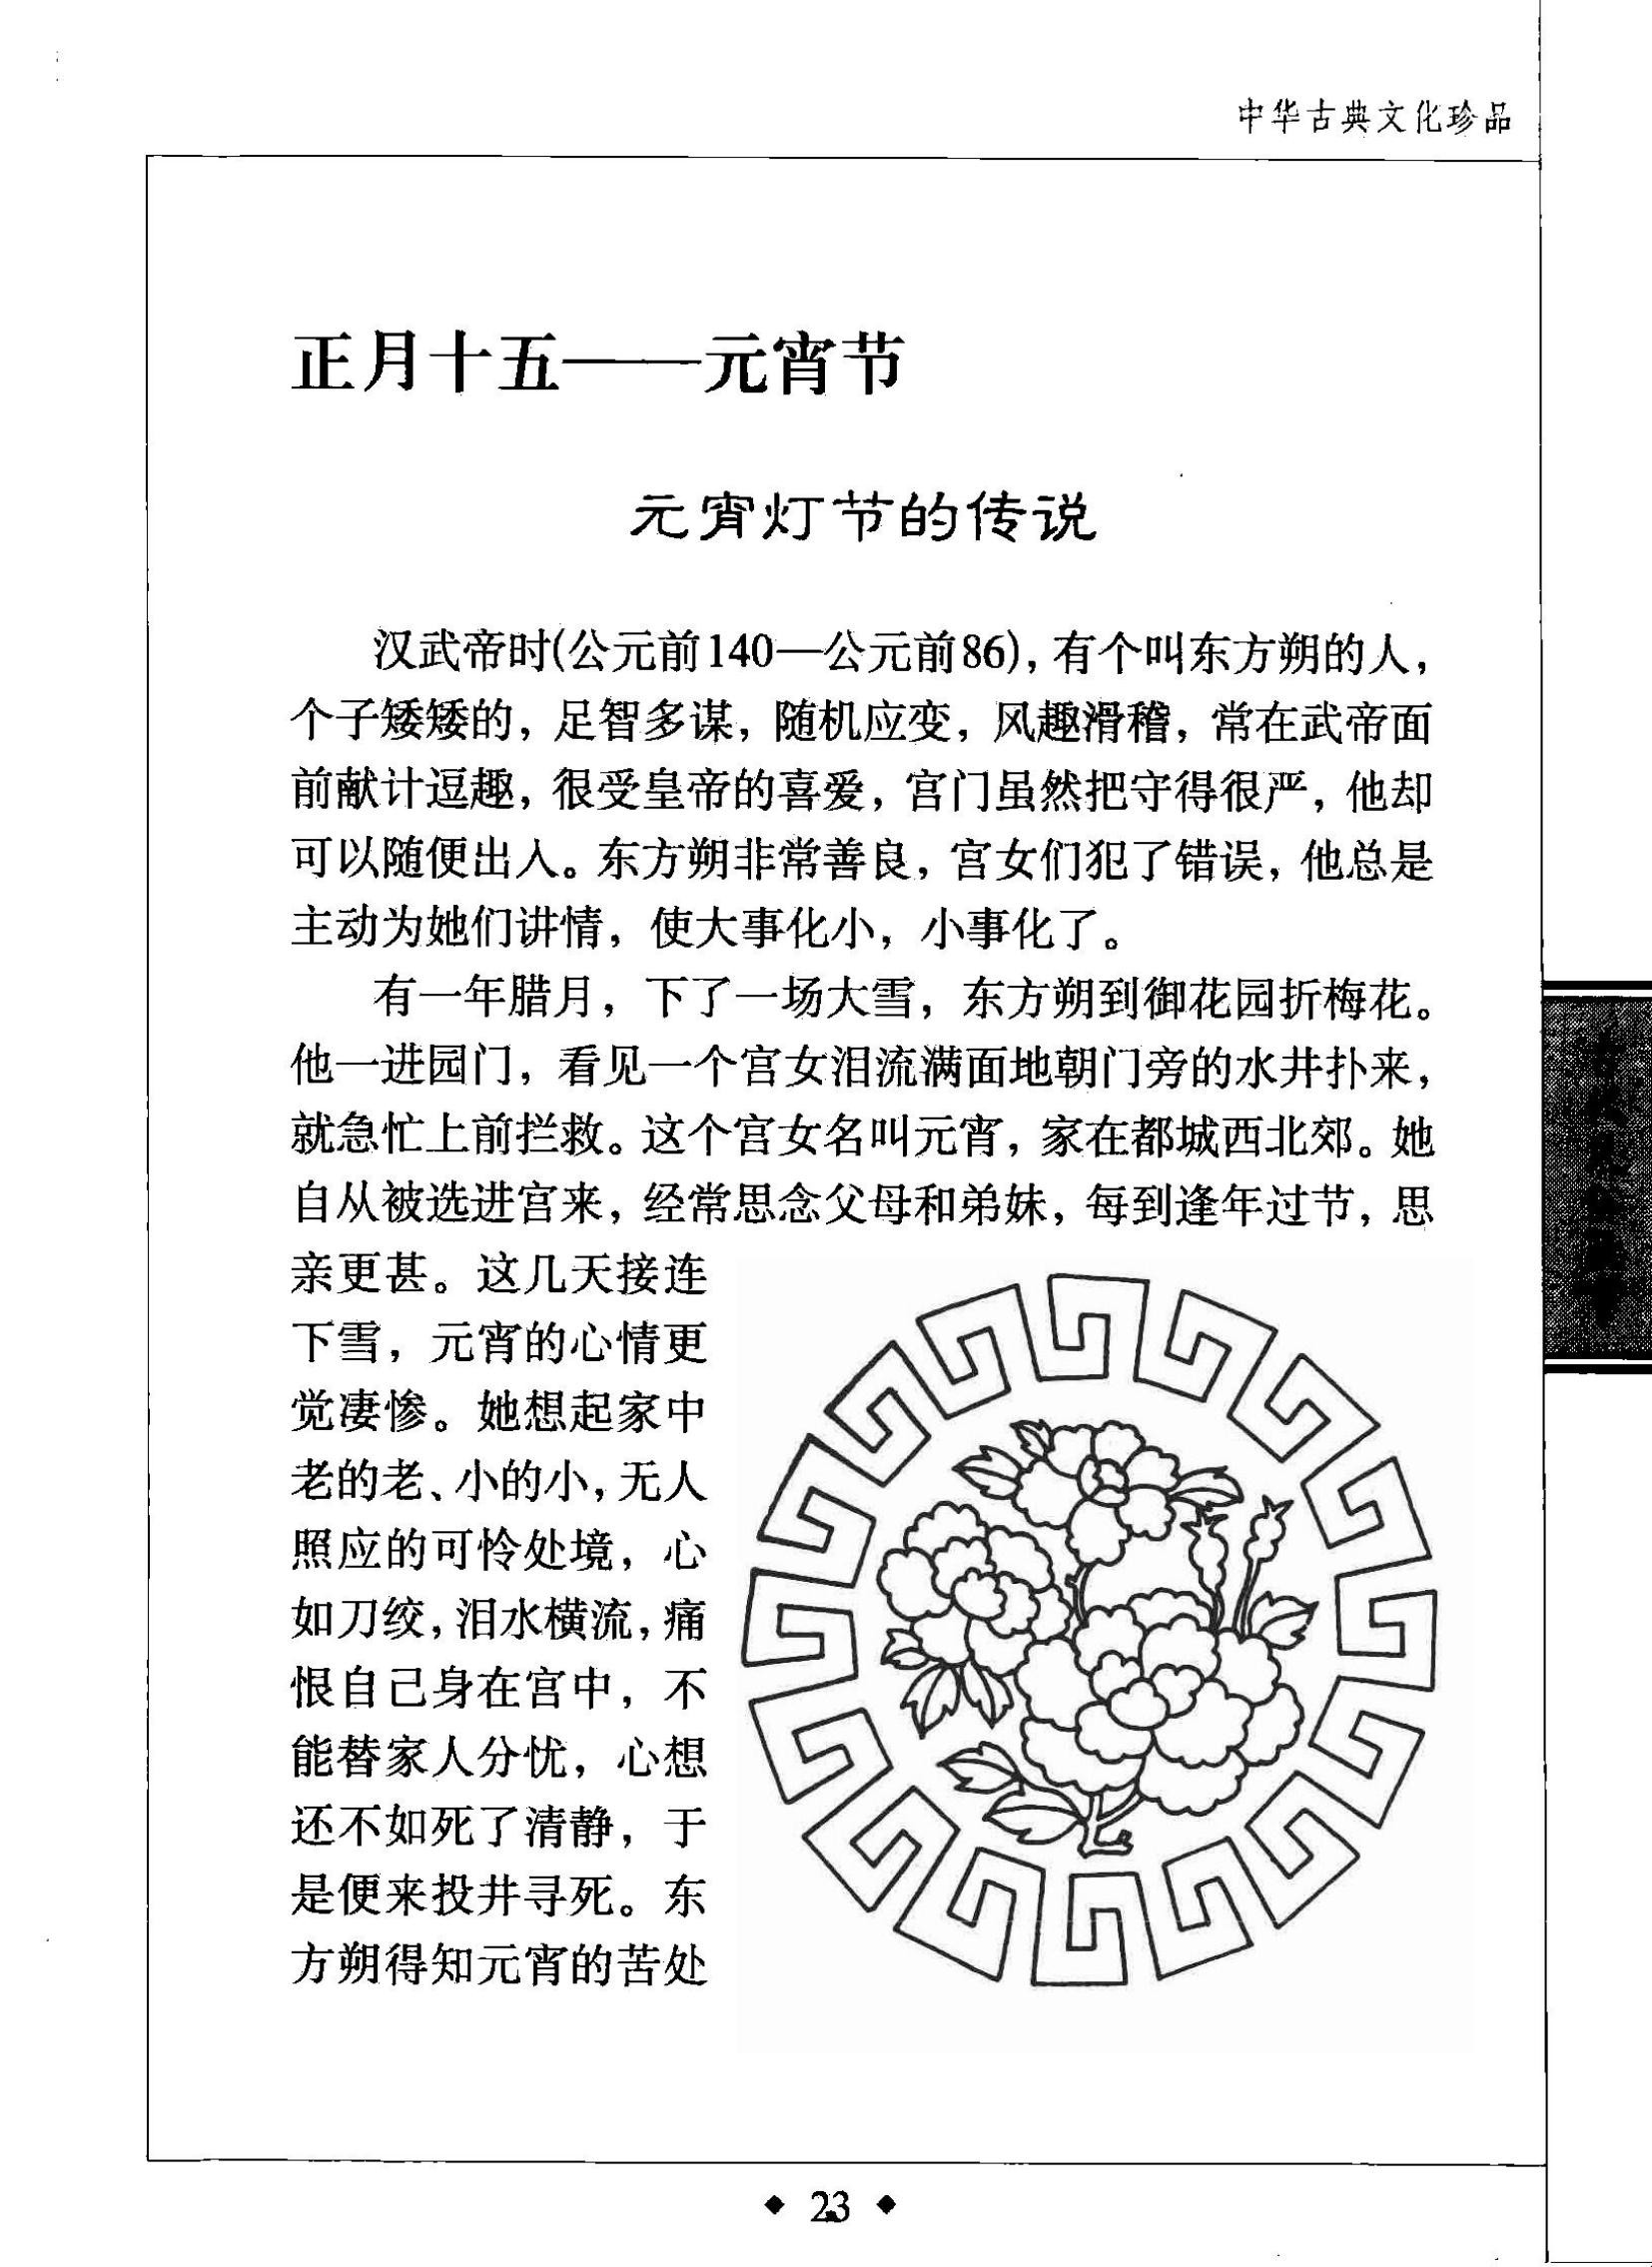 中华古典文化珍品
正月十五——元宵节
元宵灯节的传说
汉武帝时(公元前140—公元前86)，有个叫东方朔的人，
个子矮矮的，足智多谋，随机应变，风趣滑稽，常在武帝面
前献计逗趣，很受皇帝的喜爱，宫门虽然把守得很严，他却
可以随便出入。东方朔非常善良，宫女们犯了错误，他总是
主动为她们讲情，使大事化小，小事化了。
有一年腊月，下了一场大雪，东方朔到御花园折梅花。
他一进园门，看见一个宫女泪流满面地朝门旁的水井扑来，
就急忙上前拦救。这个宫女名叫元宵，家在都城西北郊。她
自从被选进宫来，经常思念父母和弟妹，每到逢年过节，思
亲更甚。这几天接连
下雪，元宵的心情更
觉凄惨。她想起家中
老的老、小的小，无人
照应的可怜处境，心
如刀绞，泪水横流，痛
恨自己身在宫中，不
能替家人分忧，心想
还不如死了清静，于
是便来投井寻死。东
方朔得知元宵的苦处
◆ 23 ◆